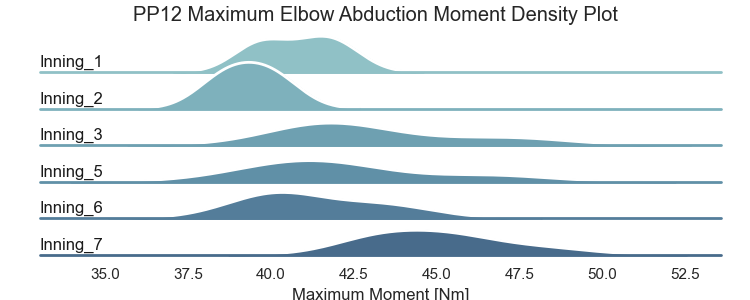 PP12 Maximum Elbow Abduction Moment Density Plot
Inning_1
Inning_2
Inning_3
Inning_5
Inning_6
Inning_7
35.0 37.5 40.0 42.5 45.0 47.5 50.0 52.5
Maximum Moment [Nm]